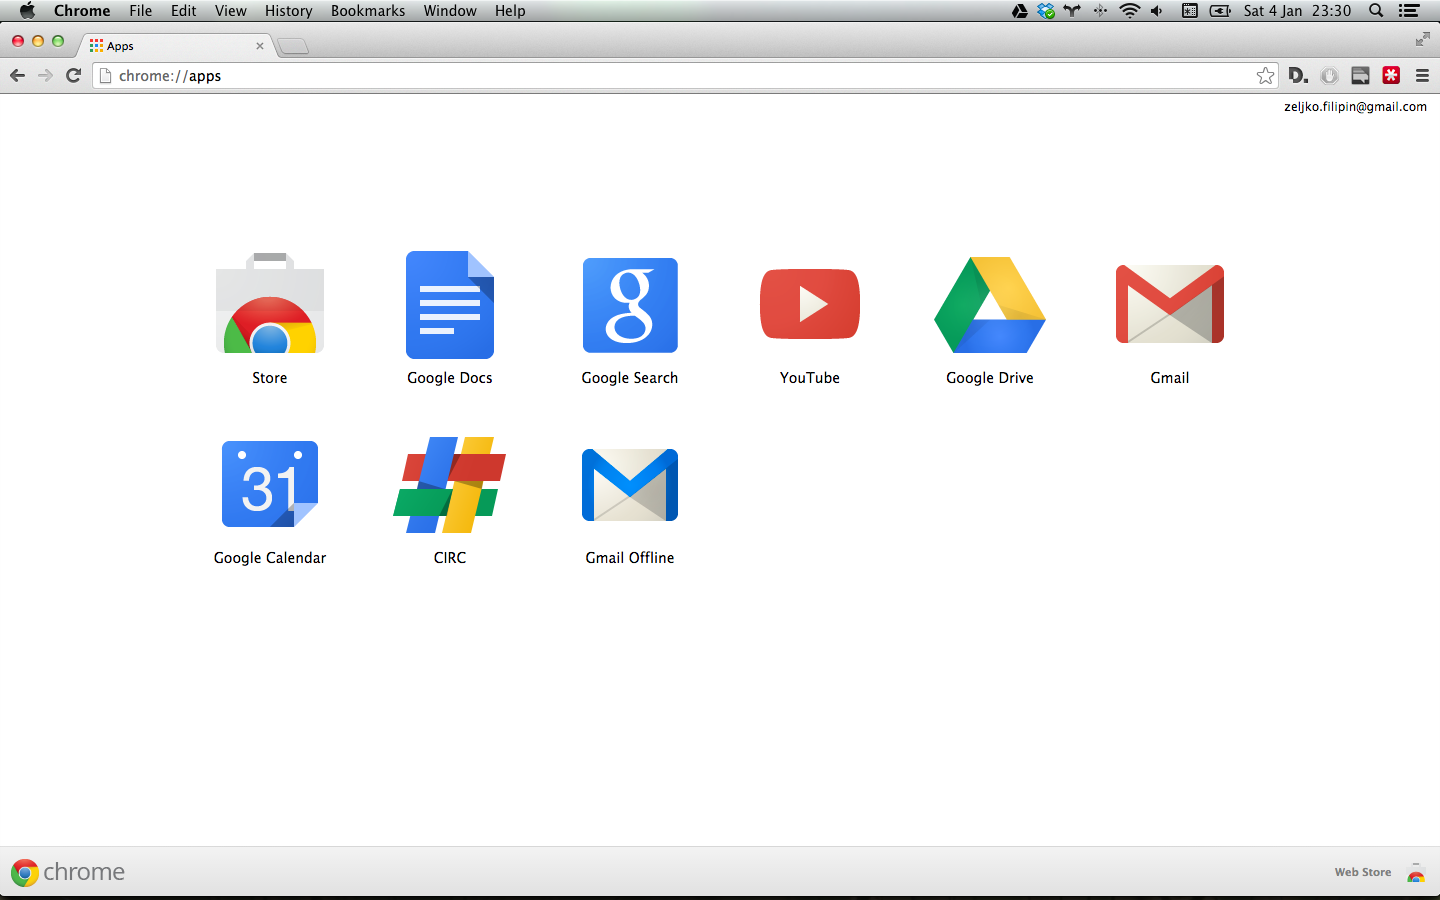 Chrome File Edit View History Bookmarks Window Help Sat 4 Jan 23:30
Apps
chrome://apps
D.
zeljko.filipin@gmail.com
g
Store Google Docs Google Search YouTube Google Drive Gmail
31
Google Calendar CIRC Gmail Offline
chrome Web Store